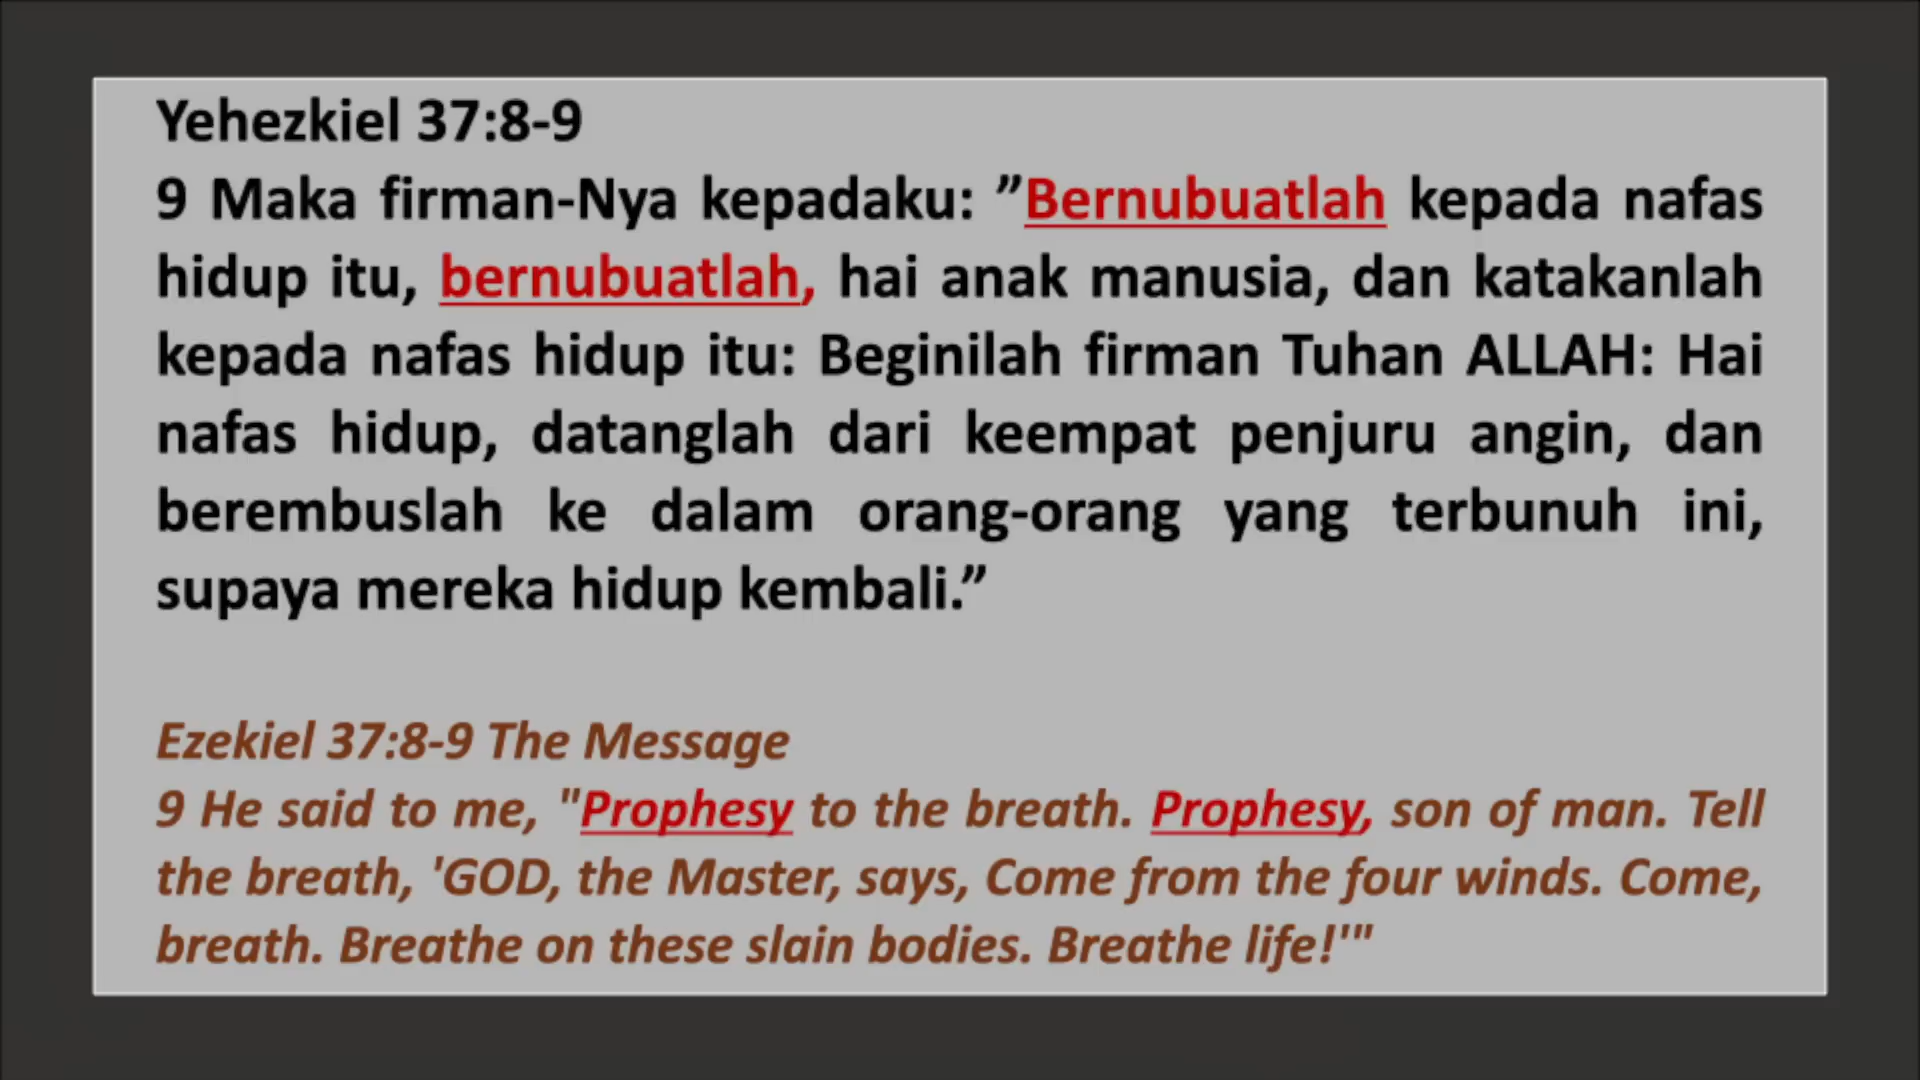 Yehezkiel 37:8-9
9 Maka firman-Nya kepadaku: ”Bernubuatlah kepada nafas
hidup itu, bernubuatlah, hai anak manusia, dan katakanlah
kepada nafas hidup itu: Beginilah firman Tuhan ALLAH: Hai
nafas hidup, datanglah dari keempat penjuru angin, dan
berembuslah ke dalam orang-orang yang terbunuh ini,
supaya mereka hidup kembali.”
Ezekiel 37:8-9 The Message
9 He said to me, "Prophesy to the breath. Prophesy, son of man. Tell
the breath, 'GOD, the Master, says, Come from the four winds. Come,
breath. Breathe on these slain bodies. Breathe life!'"